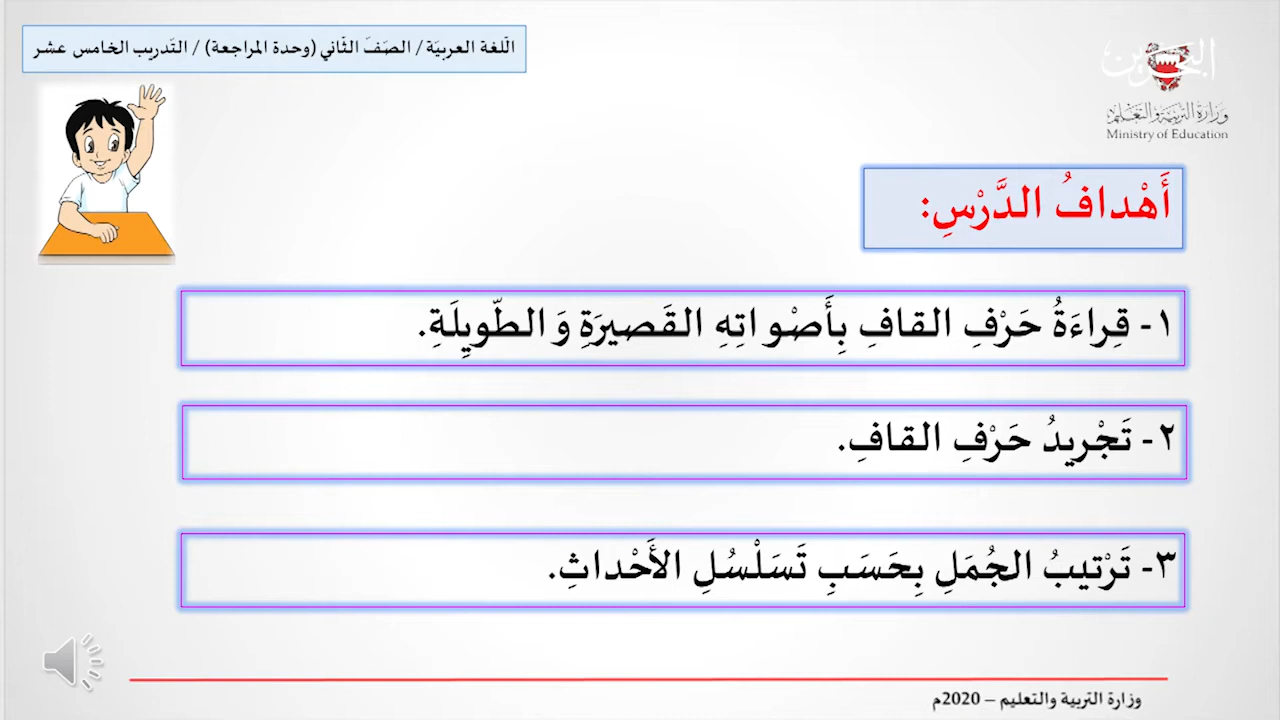 اللّغة العربيّة / الصّفّ الثّاني (وحدة المراجعة) / التّدريب الخامس عشر
البحرين
وزارة التربية والتعليم
Ministry of Education
أَهْدافُ الدَّرْسِ:
١- قِراءَةُ حَرْفِ القافِ بِأَصْواتِهِ القَصيرَةِ وَ الطّويِلَةِ.
٢- تَجْريدُ حَرْفِ القافِ.
٣- تَرْتيبُ الجُمَلِ بِحَسَبِ تَسَلْسُلِ الأَحْداثِ.
وزارة التربية والتعليم – 2020م